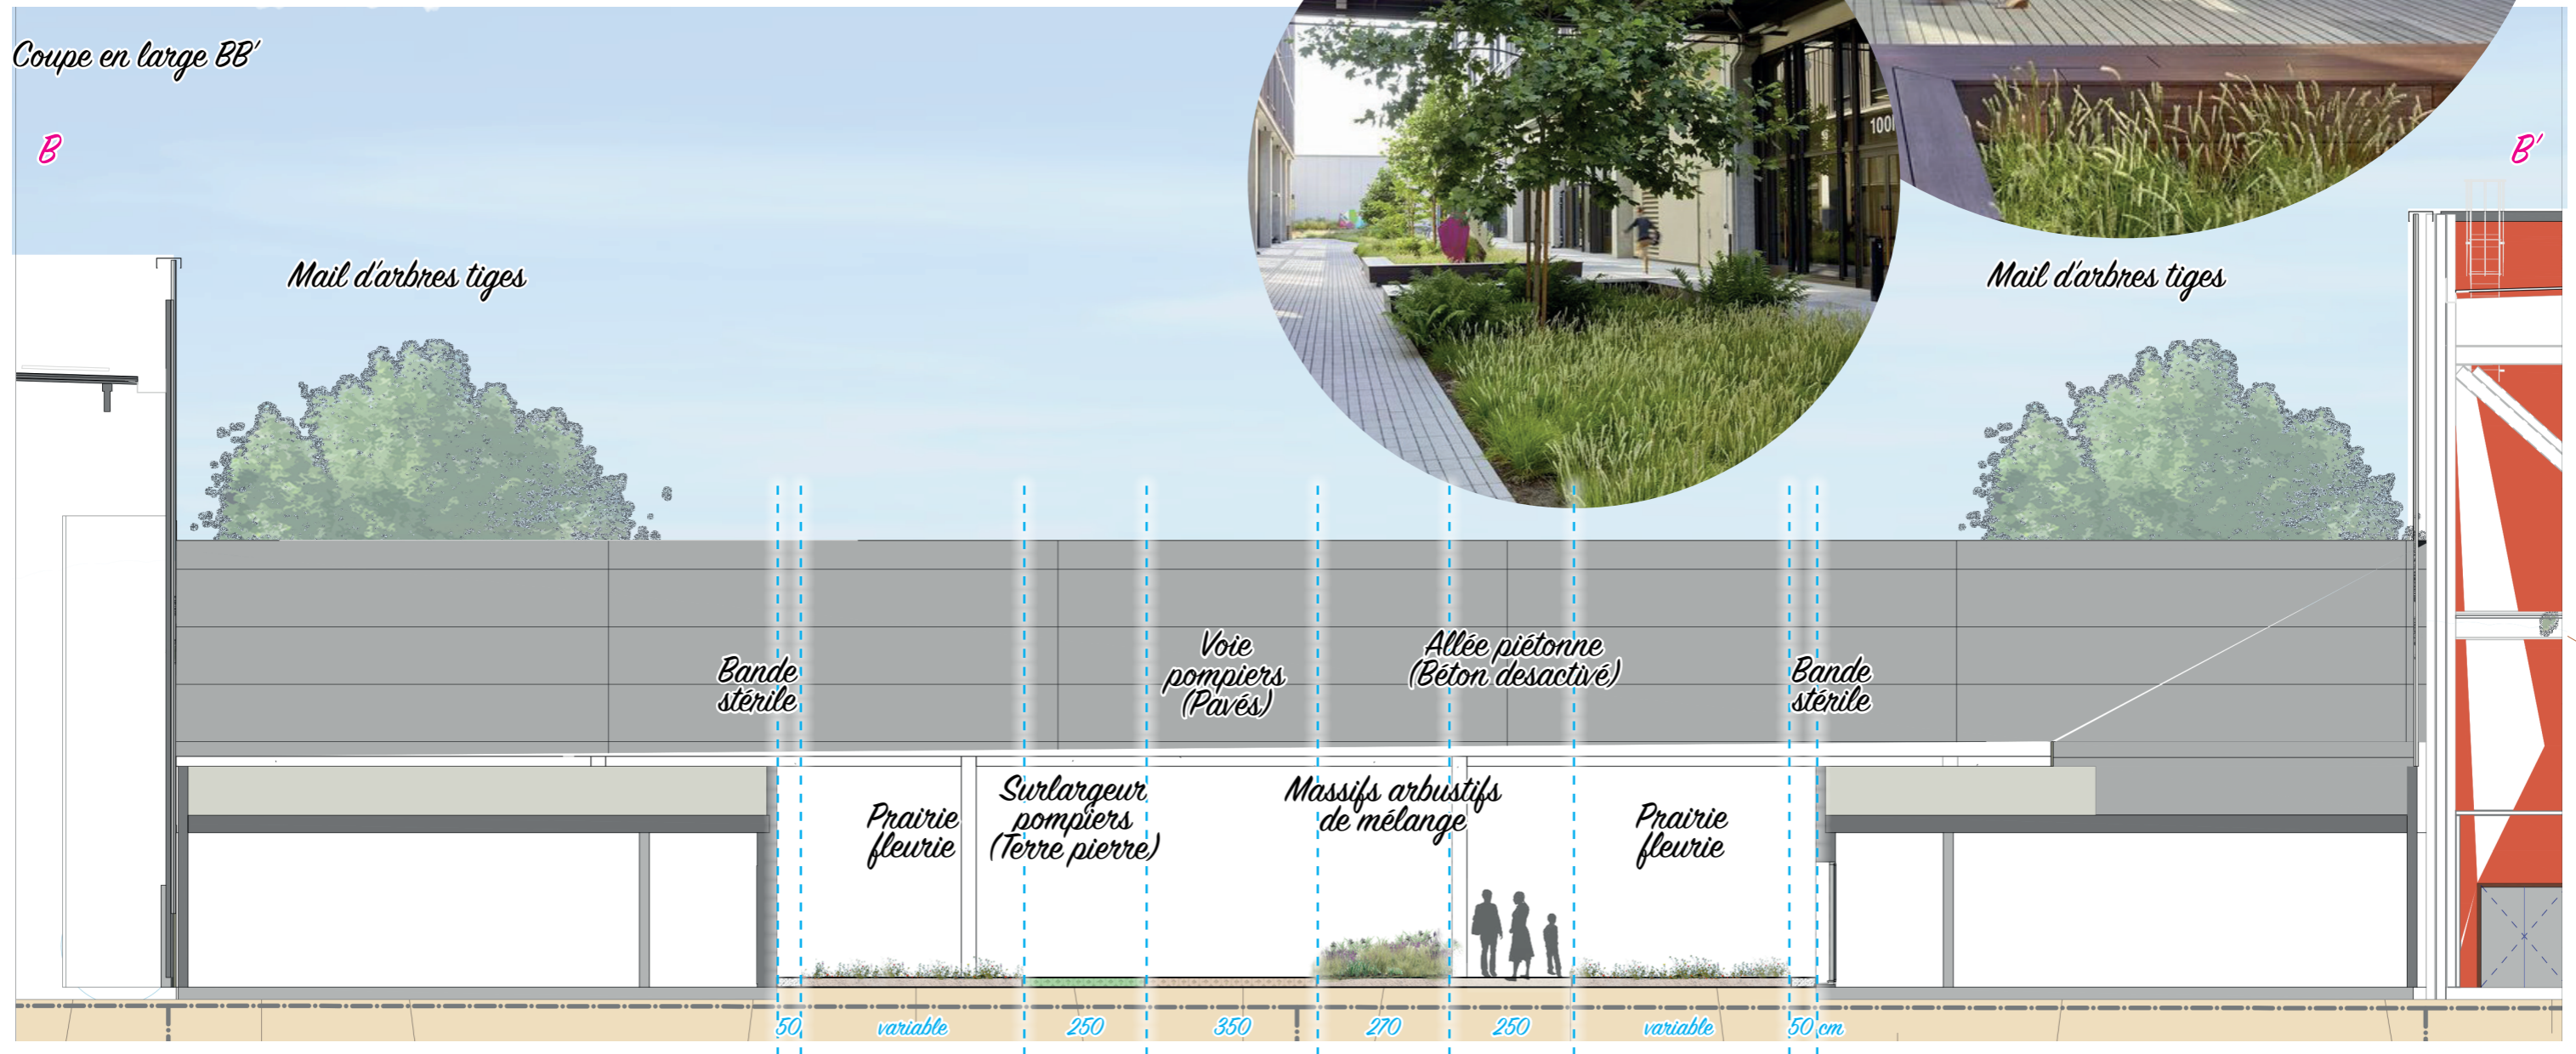 Coupe en large BB'
B
B'
100
Mail d'arbres tiges
Mail d'arbres tiges
Bande
stérile
Voie
pompiers
(Pavés)
Allée piétonne
(Béton desactivé)
Bande
stérile
Prairie
fleurie
Surlargeur
pompiers
(Terre pierre)
Massifs arbustifs
de mélange
Prairie
fleurie
50
variable
250
350
270
250
variable
50 cm